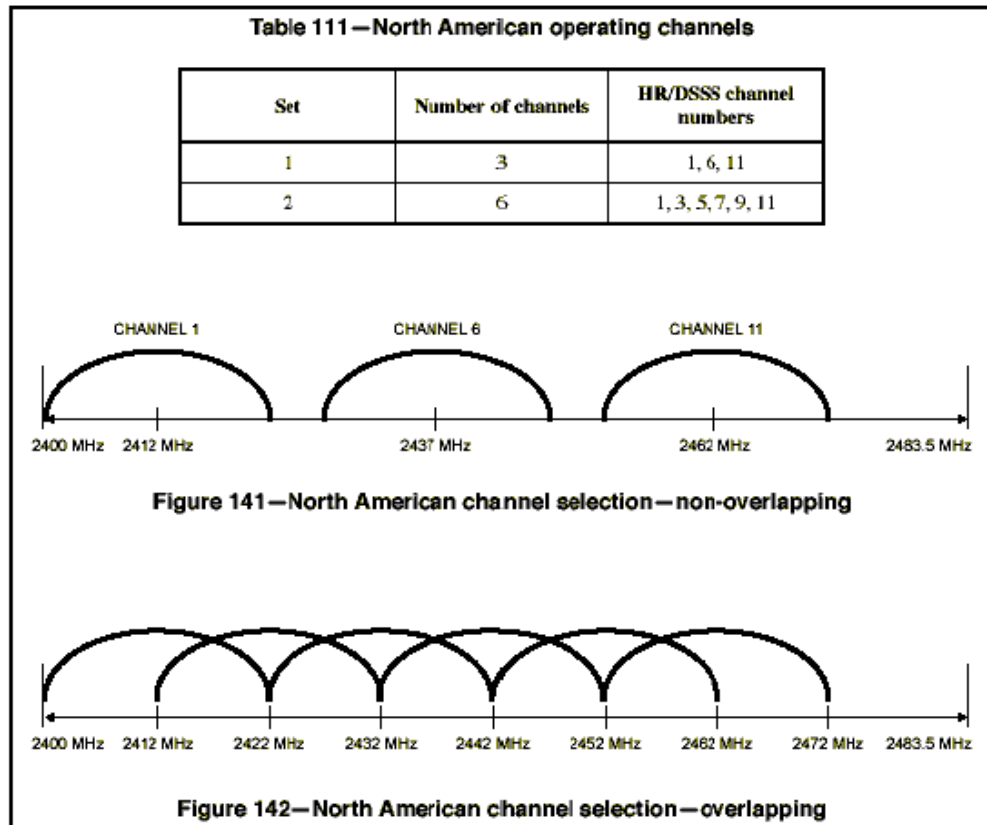 Table 111—North American operating channels
Set Number of channels HR/DSSS channel numbers
1 3 1, 6, 11
2 6 1, 3, 5, 7, 9, 11
CHANNEL 1 CHANNEL 6 CHANNEL 11
2400 MHz 2412 MHz 2437 MHz 2462 MHz 2483.5 MHz
Figure 141—North American channel selection—non-overlapping
2400 MHz 2412 MHz 2422 MHz 2432 MHz 2442 MHz 2452 MHz 2462 MHz 2472 MHz 2483.5 MHz
Figure 142—North American channel selection—overlapping